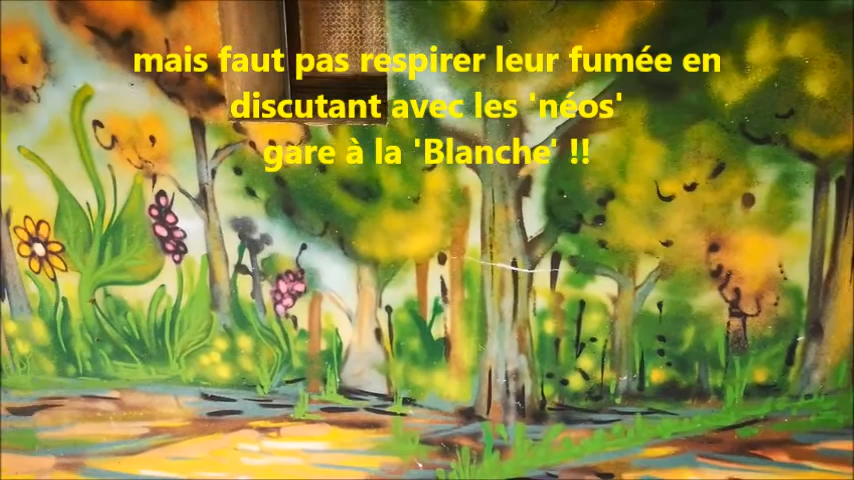 mais faut pas respirer leur fumée en
discutant avec les 'néos'
gare à la 'Blanche' !!